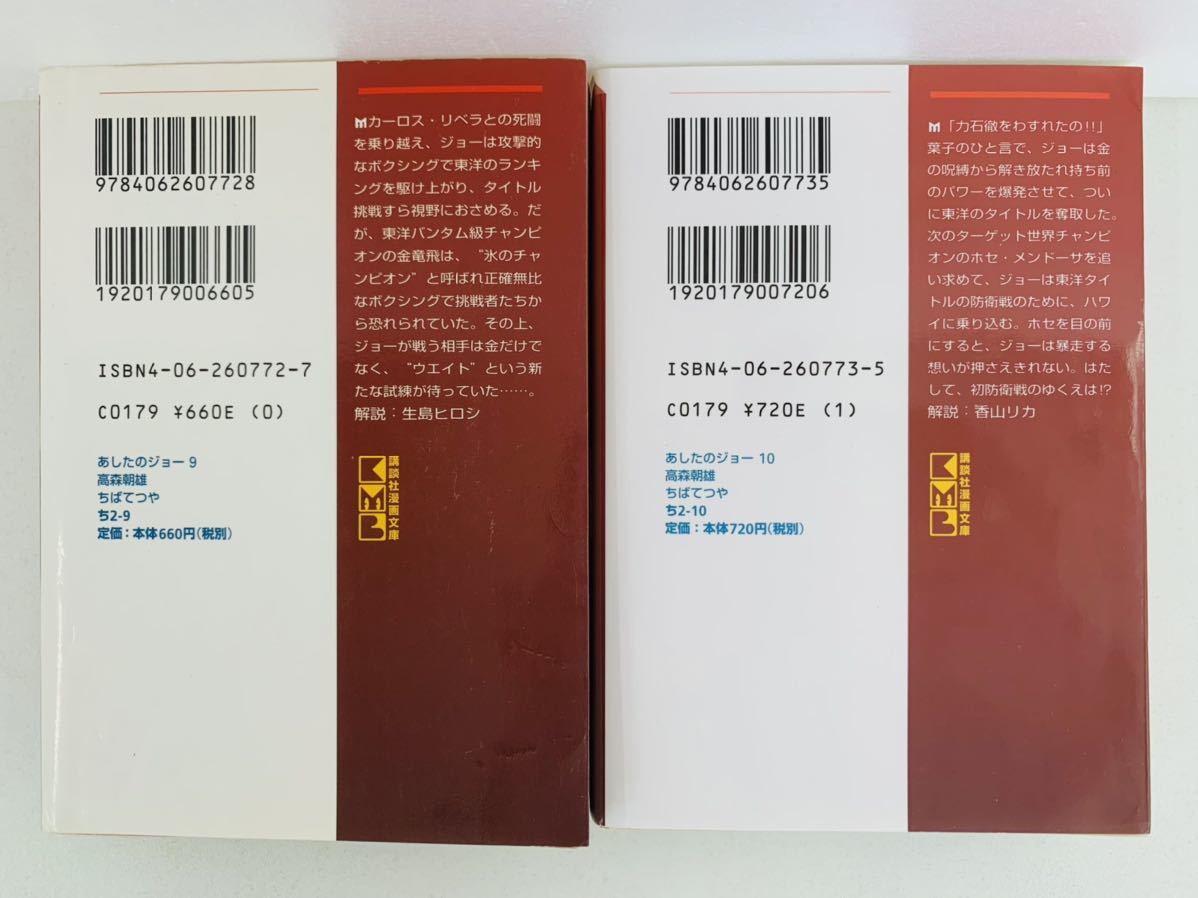 9784062607728
1920179006605
ISBN4-06-260772-7
C0179 ¥660E (0)
あしたのジョー 9
高森朝雄
ちばてつや
ち2-9
定価：本体660円(税別)
カーロス・リベラとの死闘
を乗り越え、ジョーは攻撃的
なボクシングで東洋のランキ
ングを駆け上がり、タイトル
挑戦すら視野におさめる。だ
が、東洋バンタム級チャンピ
オンの金竜飛は、“氷のチャ
ンピオン”と呼ばれ正確無比
なボクシングで挑戦者たちか
ら恐れられていた。その上、
ジョーが戦う相手は金だけで
なく、“ウエイト”という新
たな試練が待っていた……。
解説：生島ヒロシ
KMB
講談社漫画文庫
9784062607735
1920179007206
ISBN4-06-260773-5
C0179 ¥720E (1)
あしたのジョー 10
高森朝雄
ちばてつや
ち2-10
定価：本体720円(税別)
「力石徹をわすれたの!!」
葉子のひと言で、ジョーは金
の呪縛から解き放たれ持ち前
のパワーを爆発させて、つい
に東洋のタイトルを奪取した。
次のターゲット世界チャンピ
オンのホセ・メンドーサを追
い求めて、ジョーは東洋タイ
トルの防衛戦のために、ハワ
イに乗り込む。ホセを目の前
にすると、ジョーは暴走する
想いが押さえきれない。はた
して、初防衛戦のゆくえは!?
解説：香山リカ
KMB
講談社漫画文庫